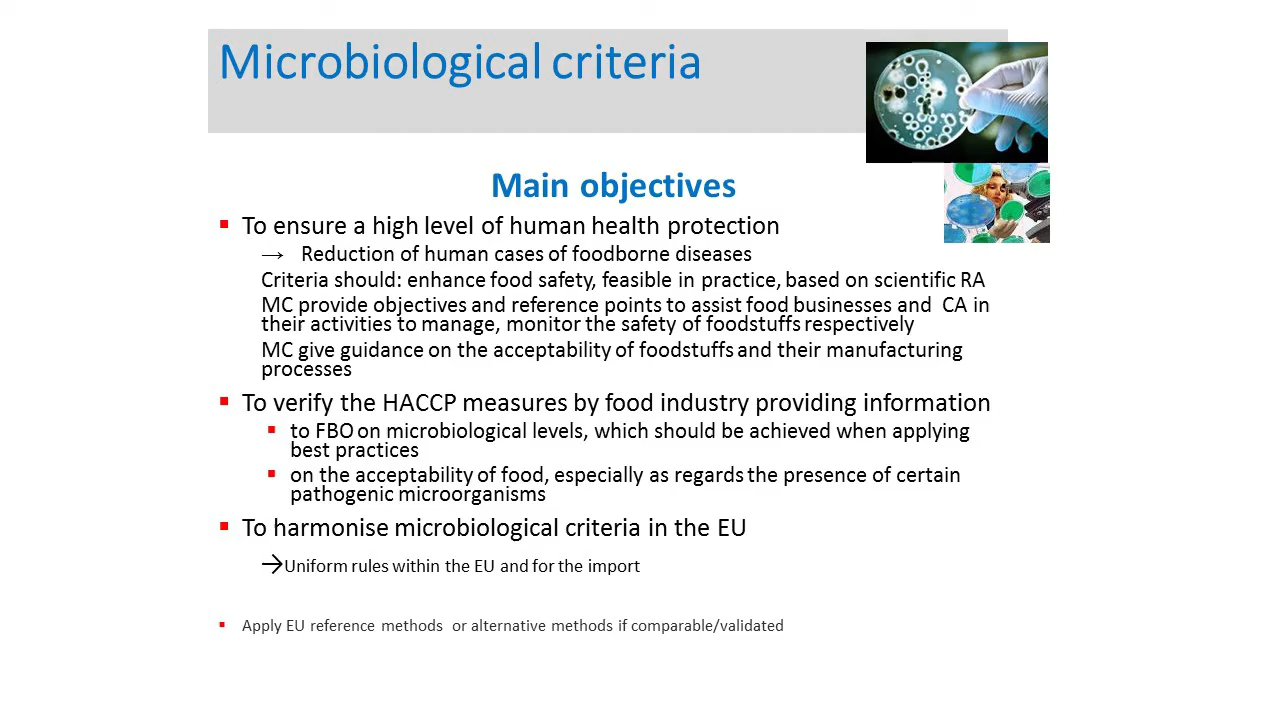 Microbiological criteria
Main objectives
▪ To ensure a high level of human health protection
→ Reduction of human cases of foodborne diseases
Criteria should: enhance food safety, feasible in practice, based on scientific RA
MC provide objectives and reference points to assist food businesses and CA in
their activities to manage, monitor the safety of foodstuffs respectively
MC give guidance on the acceptability of foodstuffs and their manufacturing
processes
▪ To verify the HACCP measures by food industry providing information
▪ to FBO on microbiological levels, which should be achieved when applying
best practices
▪ on the acceptability of food, especially as regards the presence of certain
pathogenic microorganisms
▪ To harmonise microbiological criteria in the EU
→Uniform rules within the EU and for the import
▪ Apply EU reference methods or alternative methods if comparable/validated